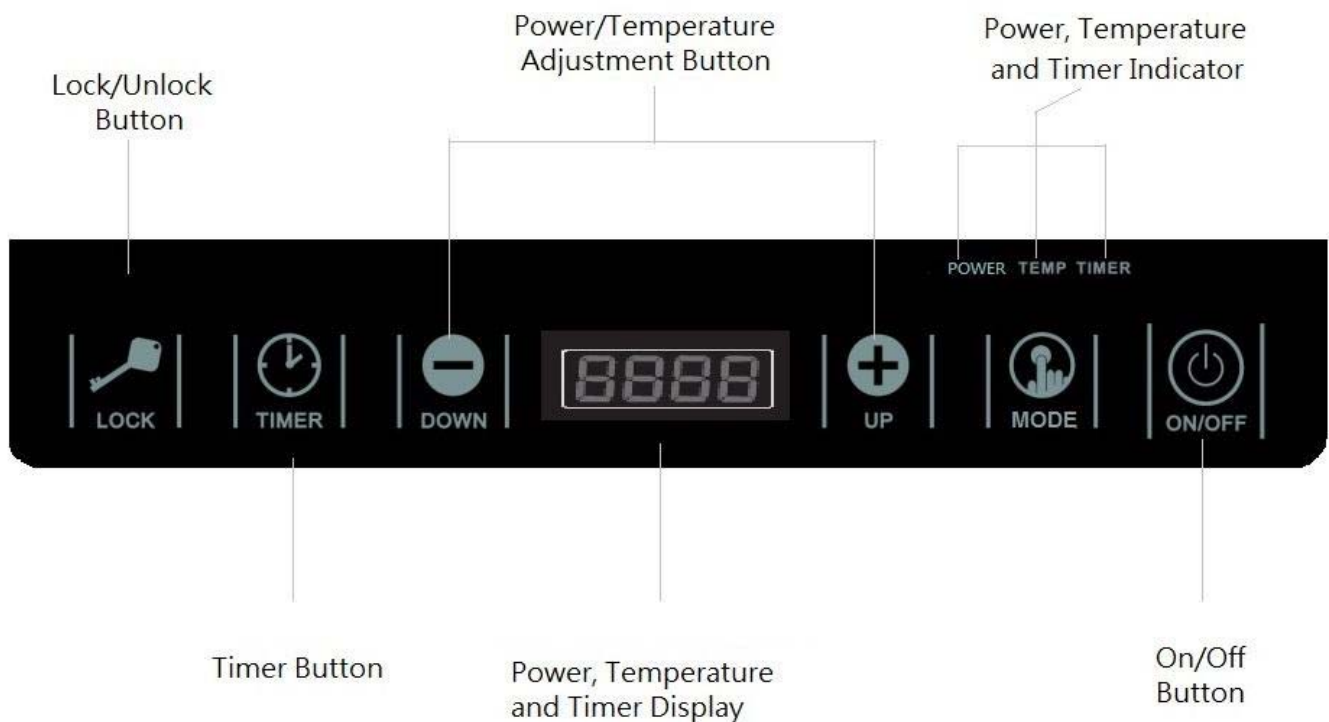 Power/Temperature
Adjustment Button
Power, Temperature
and Timer Indicator
Lock/Unlock
Button
POWER TEMP TIMER
8888
LOCK
TIMER
DOWN
UP
MODE
ON/OFF
Timer Button
Power, Temperature
and Timer Display
On/Off
Button